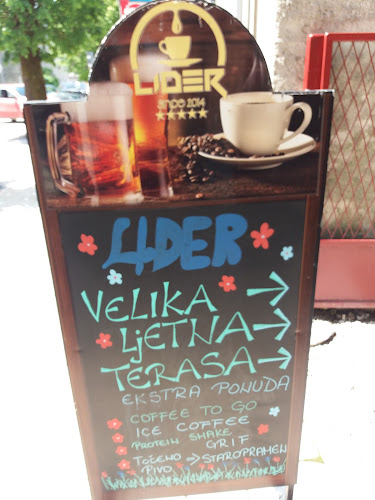 LIDER
since 2014
LIDER
VELIKA →
LJETNA →
TERASA →
EKSTRA PONUDA
COFFEE TO GO
ICE COFFEE
PROTEIN SHAKE
GRIF
TOČENO → STAROPRAMEN
PIVO